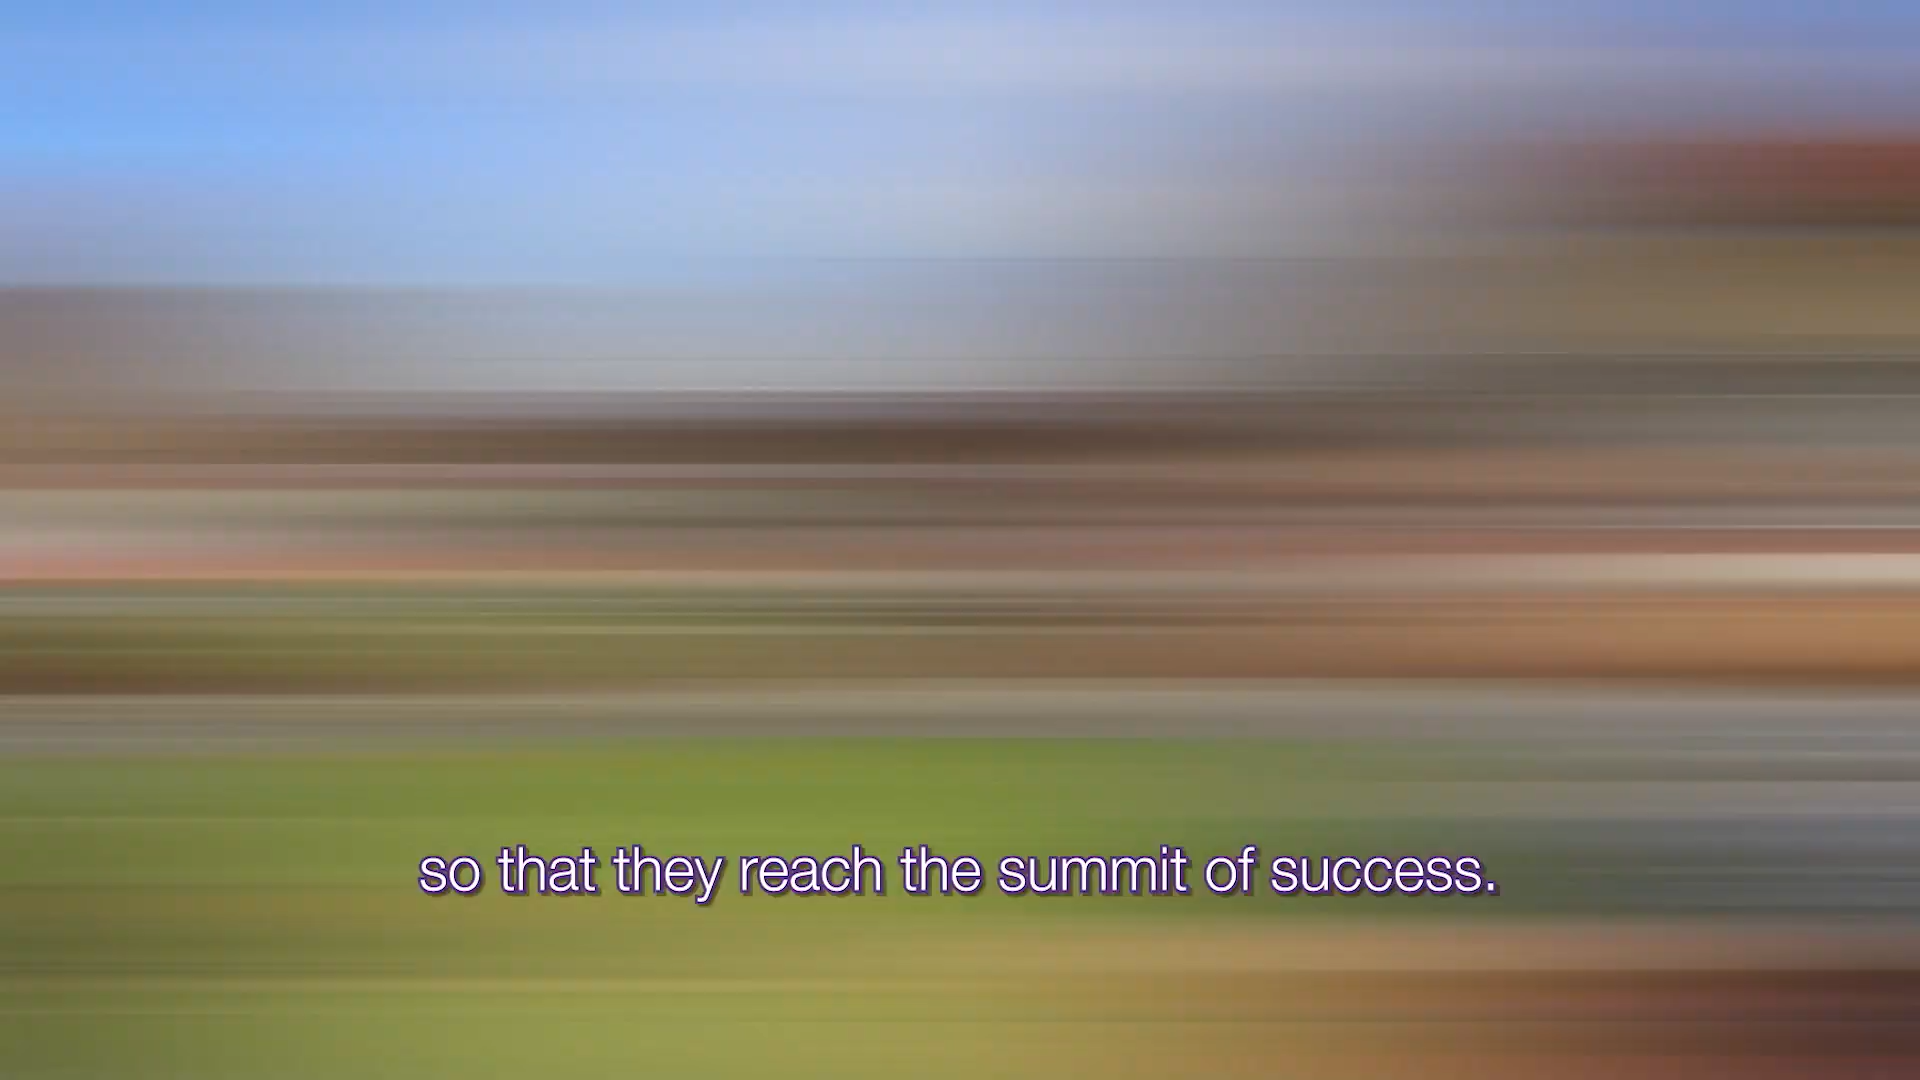 so that they reach the summit of success.